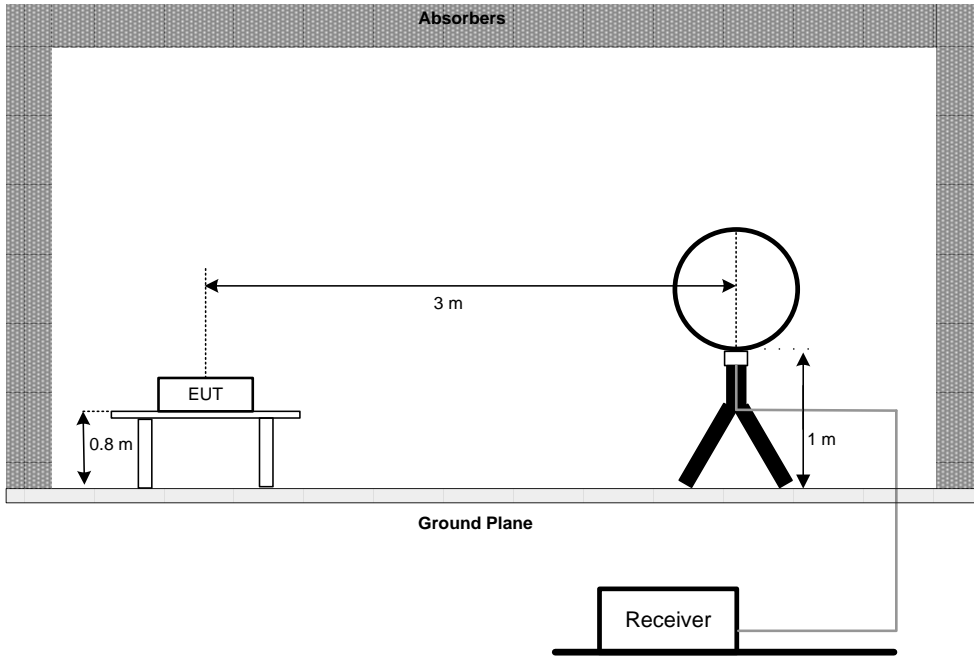 Absorbers
3 m
EUT
0.8 m
1 m
Ground Plane
Receiver